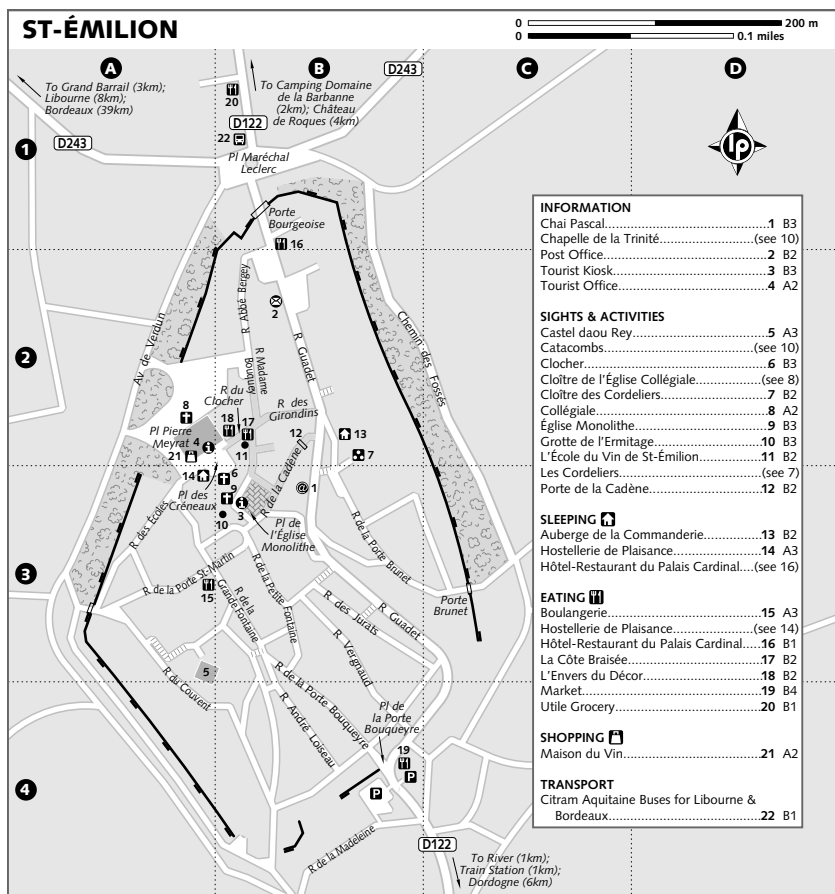 ST-ÉMILION
0 200 m
0 0.1 miles
A
B
C
D
1
2
3
4
To Grand Barrail (3km);
Libourne (8km);
Bordeaux (39km)
20
To Camping Domaine
de la Barbanne
(2km); Château
de Roques (4km)
D243
D122
D243
22
Pl Maréchal
Leclerc
lp
Porte
Bourgeoise
16
R Abbé Bergey
2
R Guadet
Av de Verdun
Chemin des Fossés
R Madame
Bouquey
R du
Clocher
R des
Girondins
8
18
17
12
13
7
Pl Pierre
Meyrat
4
11
21
14
6
9
R de la Cadène
@ 1
Pl des
Créneaux
3
10
Pl de
l'Église
Monolithe
R des Écoles
R de la Porte Brunet
R de la Porte St-Martin
15
R de la
Grande Fontaine
R de la Petite Fontaine
Porte
Brunet
R des Jurats
R Guadet
R Vergnaud
5
R du Couvent
R de la Porte Bouqueyre
R André Loiseau
Pl de
la Porte
Bouqueyre
19
P
P
R de la Madeleine
D122
To River (1km);
Train Station (1km);
Dordogne (6km)
INFORMATION
Chai Pascal 1 B3
Chapelle de la Trinité (see 10)
Post Office 2 B2
Tourist Kiosk 3 B3
Tourist Office 4 A2
SIGHTS & ACTIVITIES
Castel daou Rey 5 A3
Catacombs (see 10)
Clocher 6 B3
Cloître de l'Église Collégiale (see 8)
Cloître des Cordeliers 7 B2
Collégiale 8 A2
Église Monolithe 9 B3
Grotte de l'Ermitage 10 B3
L'École du Vin de St-Émilion 11 B2
Les Cordeliers (see 7)
Porte de la Cadène 12 B2
SLEEPING
Auberge de la Commanderie 13 B2
Hostellerie de Plaisance 14 A3
Hôtel-Restaurant du Palais Cardinal (see 16)
EATING
Boulangerie 15 A3
Hostellerie de Plaisance (see 14)
Hôtel-Restaurant du Palais Cardinal 16 B1
La Côte Braisée 17 B2
L'Envers du Décor 18 B2
Market 19 B4
Utile Grocery 20 B1
SHOPPING
Maison du Vin 21 A2
TRANSPORT
Citram Aquitaine Buses for Libourne &
Bordeaux 22 B1